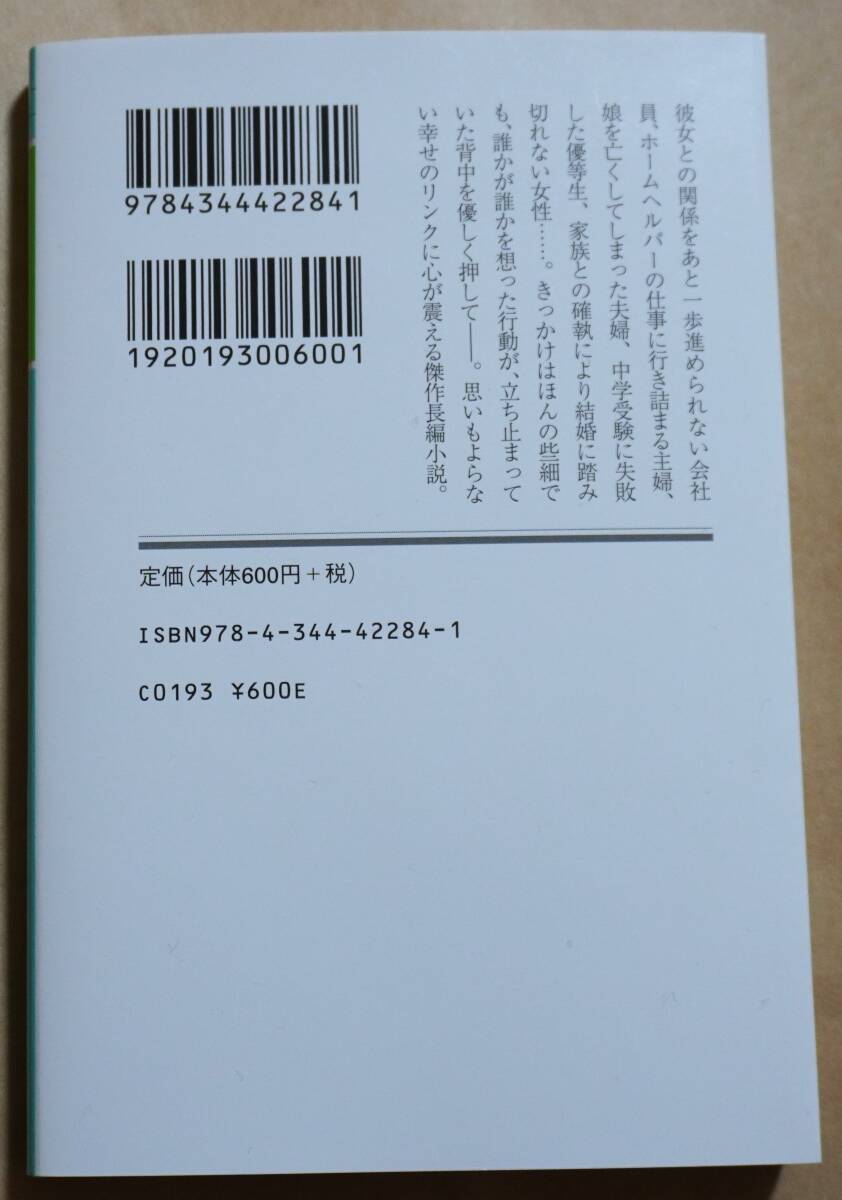 彼女との関係をあと一歩進められない会社
員、ホームヘルパーの仕事に行き詰まる主婦、
娘を亡くしてしまった夫婦、中学受験に失敗
した優等生、家族との確執により結婚に踏み
切れない女性……。きっかけはほんの些細で
も、誰かが誰かを想った行動が、立ち止まって
いた背中を優しく押して――。思いもよらな
い幸せのリンクに心が震える傑作長編小説。
9784344422841
1920193006001
定価(本体600円+税)
ISBN978-4-344-42284-1
C0193 ¥600E